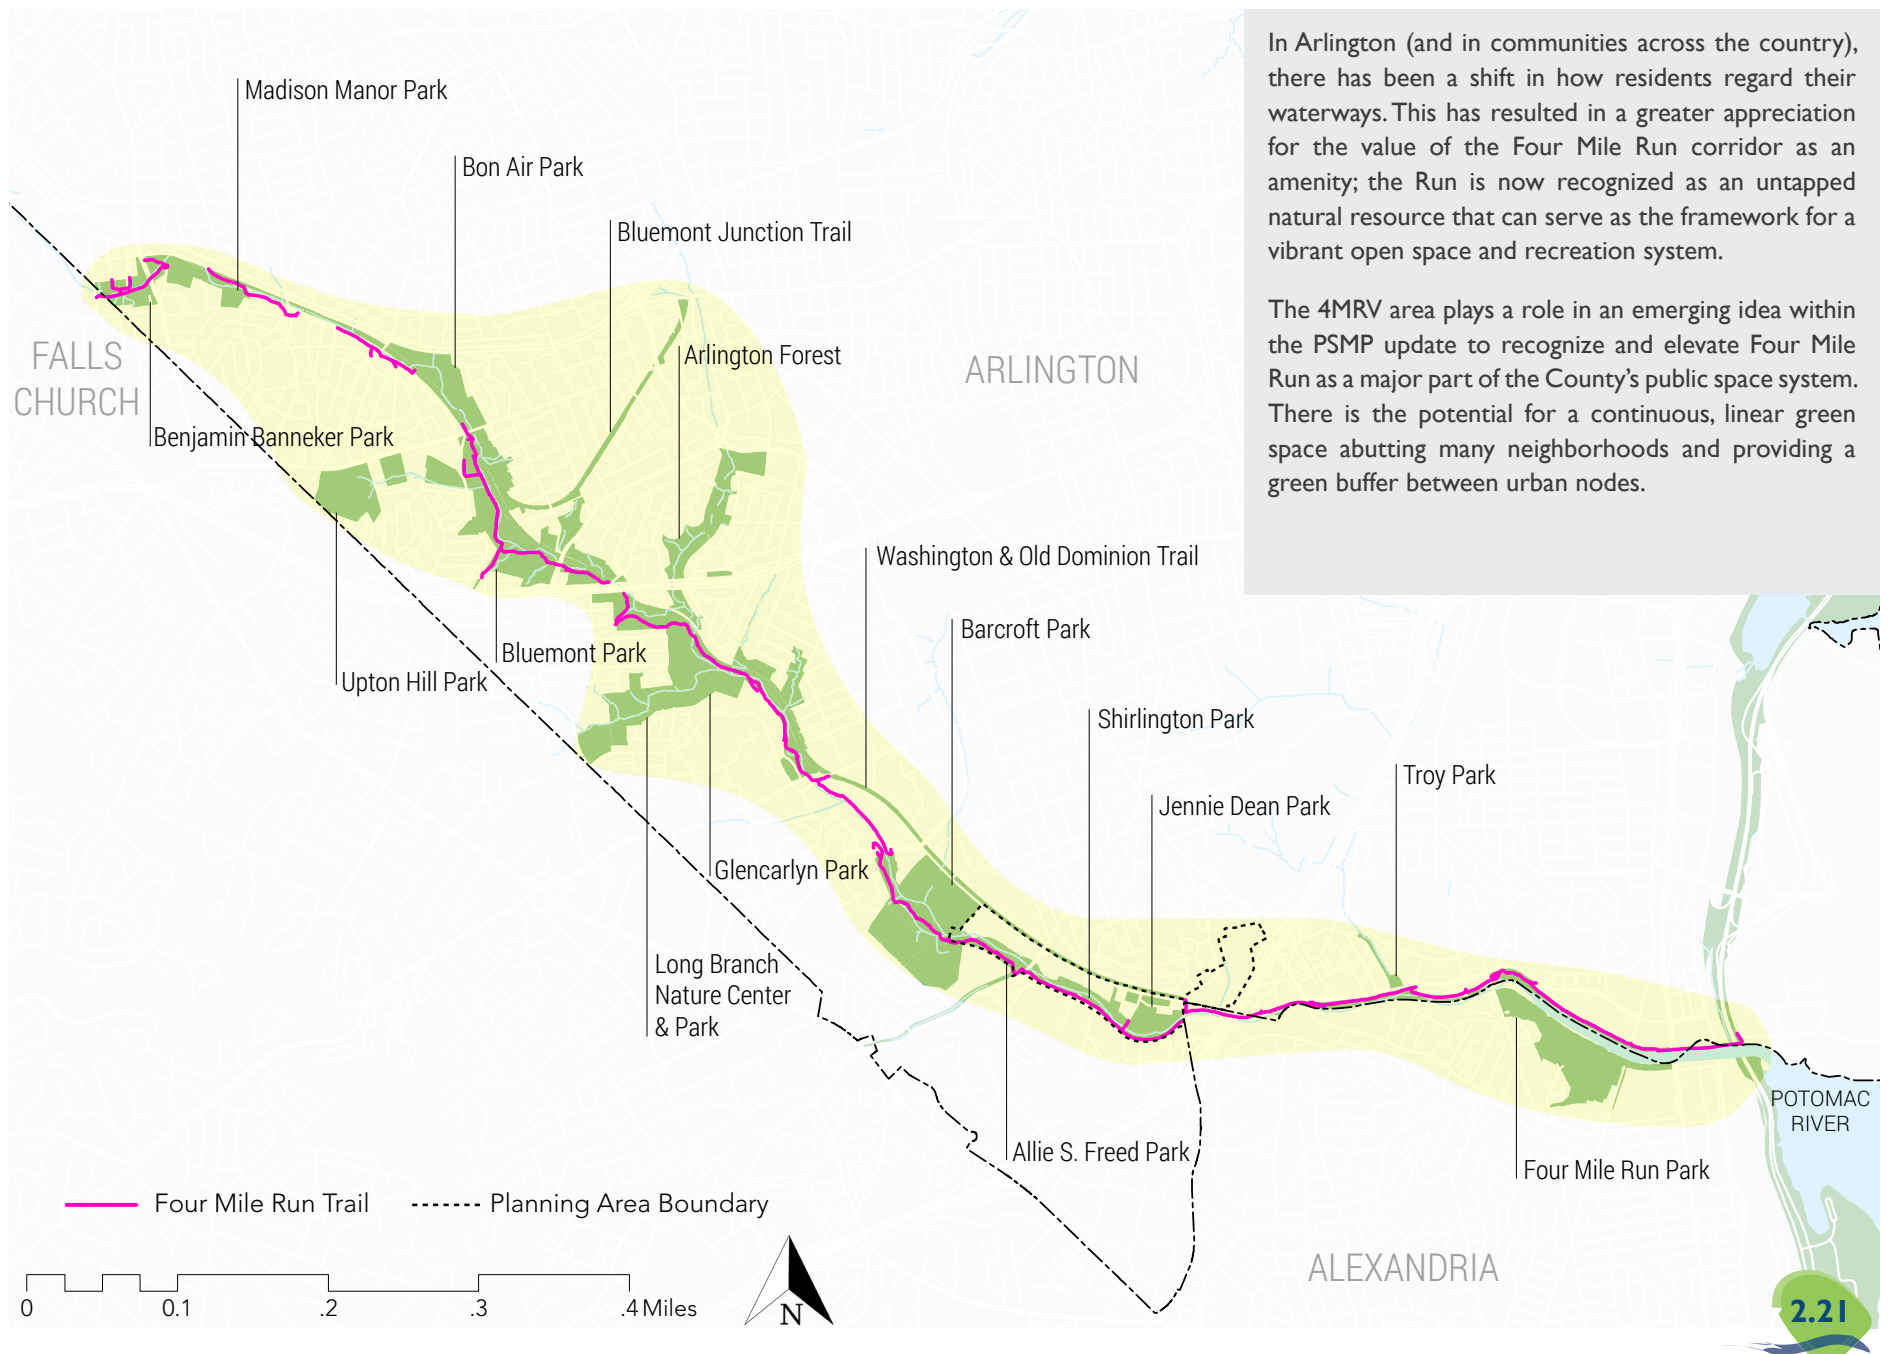 In Arlington (and in communities across the country),
there has been a shift in how residents regard their
waterways. This has resulted in a greater appreciation
for the value of the Four Mile Run corridor as an
amenity; the Run is now recognized as an untapped
natural resource that can serve as the framework for a
vibrant open space and recreation system.
The 4MRV area plays a role in an emerging idea within
the PSMP update to recognize and elevate Four Mile
Run as a major part of the County’s public space system.
There is the potential for a continuous, linear green
space abutting many neighborhoods and providing a
green buffer between urban nodes.
Madison Manor Park
Bon Air Park
Bluemont Junction Trail
FALLS
CHURCH
Arlington Forest
ARLINGTON
Benjamin Banneker Park
Washington & Old Dominion Trail
Barcroft Park
Bluemont Park
Upton Hill Park
Shirlington Park
Troy Park
Jennie Dean Park
Glencarlyn Park
Long Branch
Nature Center
& Park
POTOMAC
RIVER
Allie S. Freed Park
Four Mile Run Park
Four Mile Run Trail
Planning Area Boundary
ALEXANDRIA
0 0.1 .2 .3 .4 Miles
N
2.21